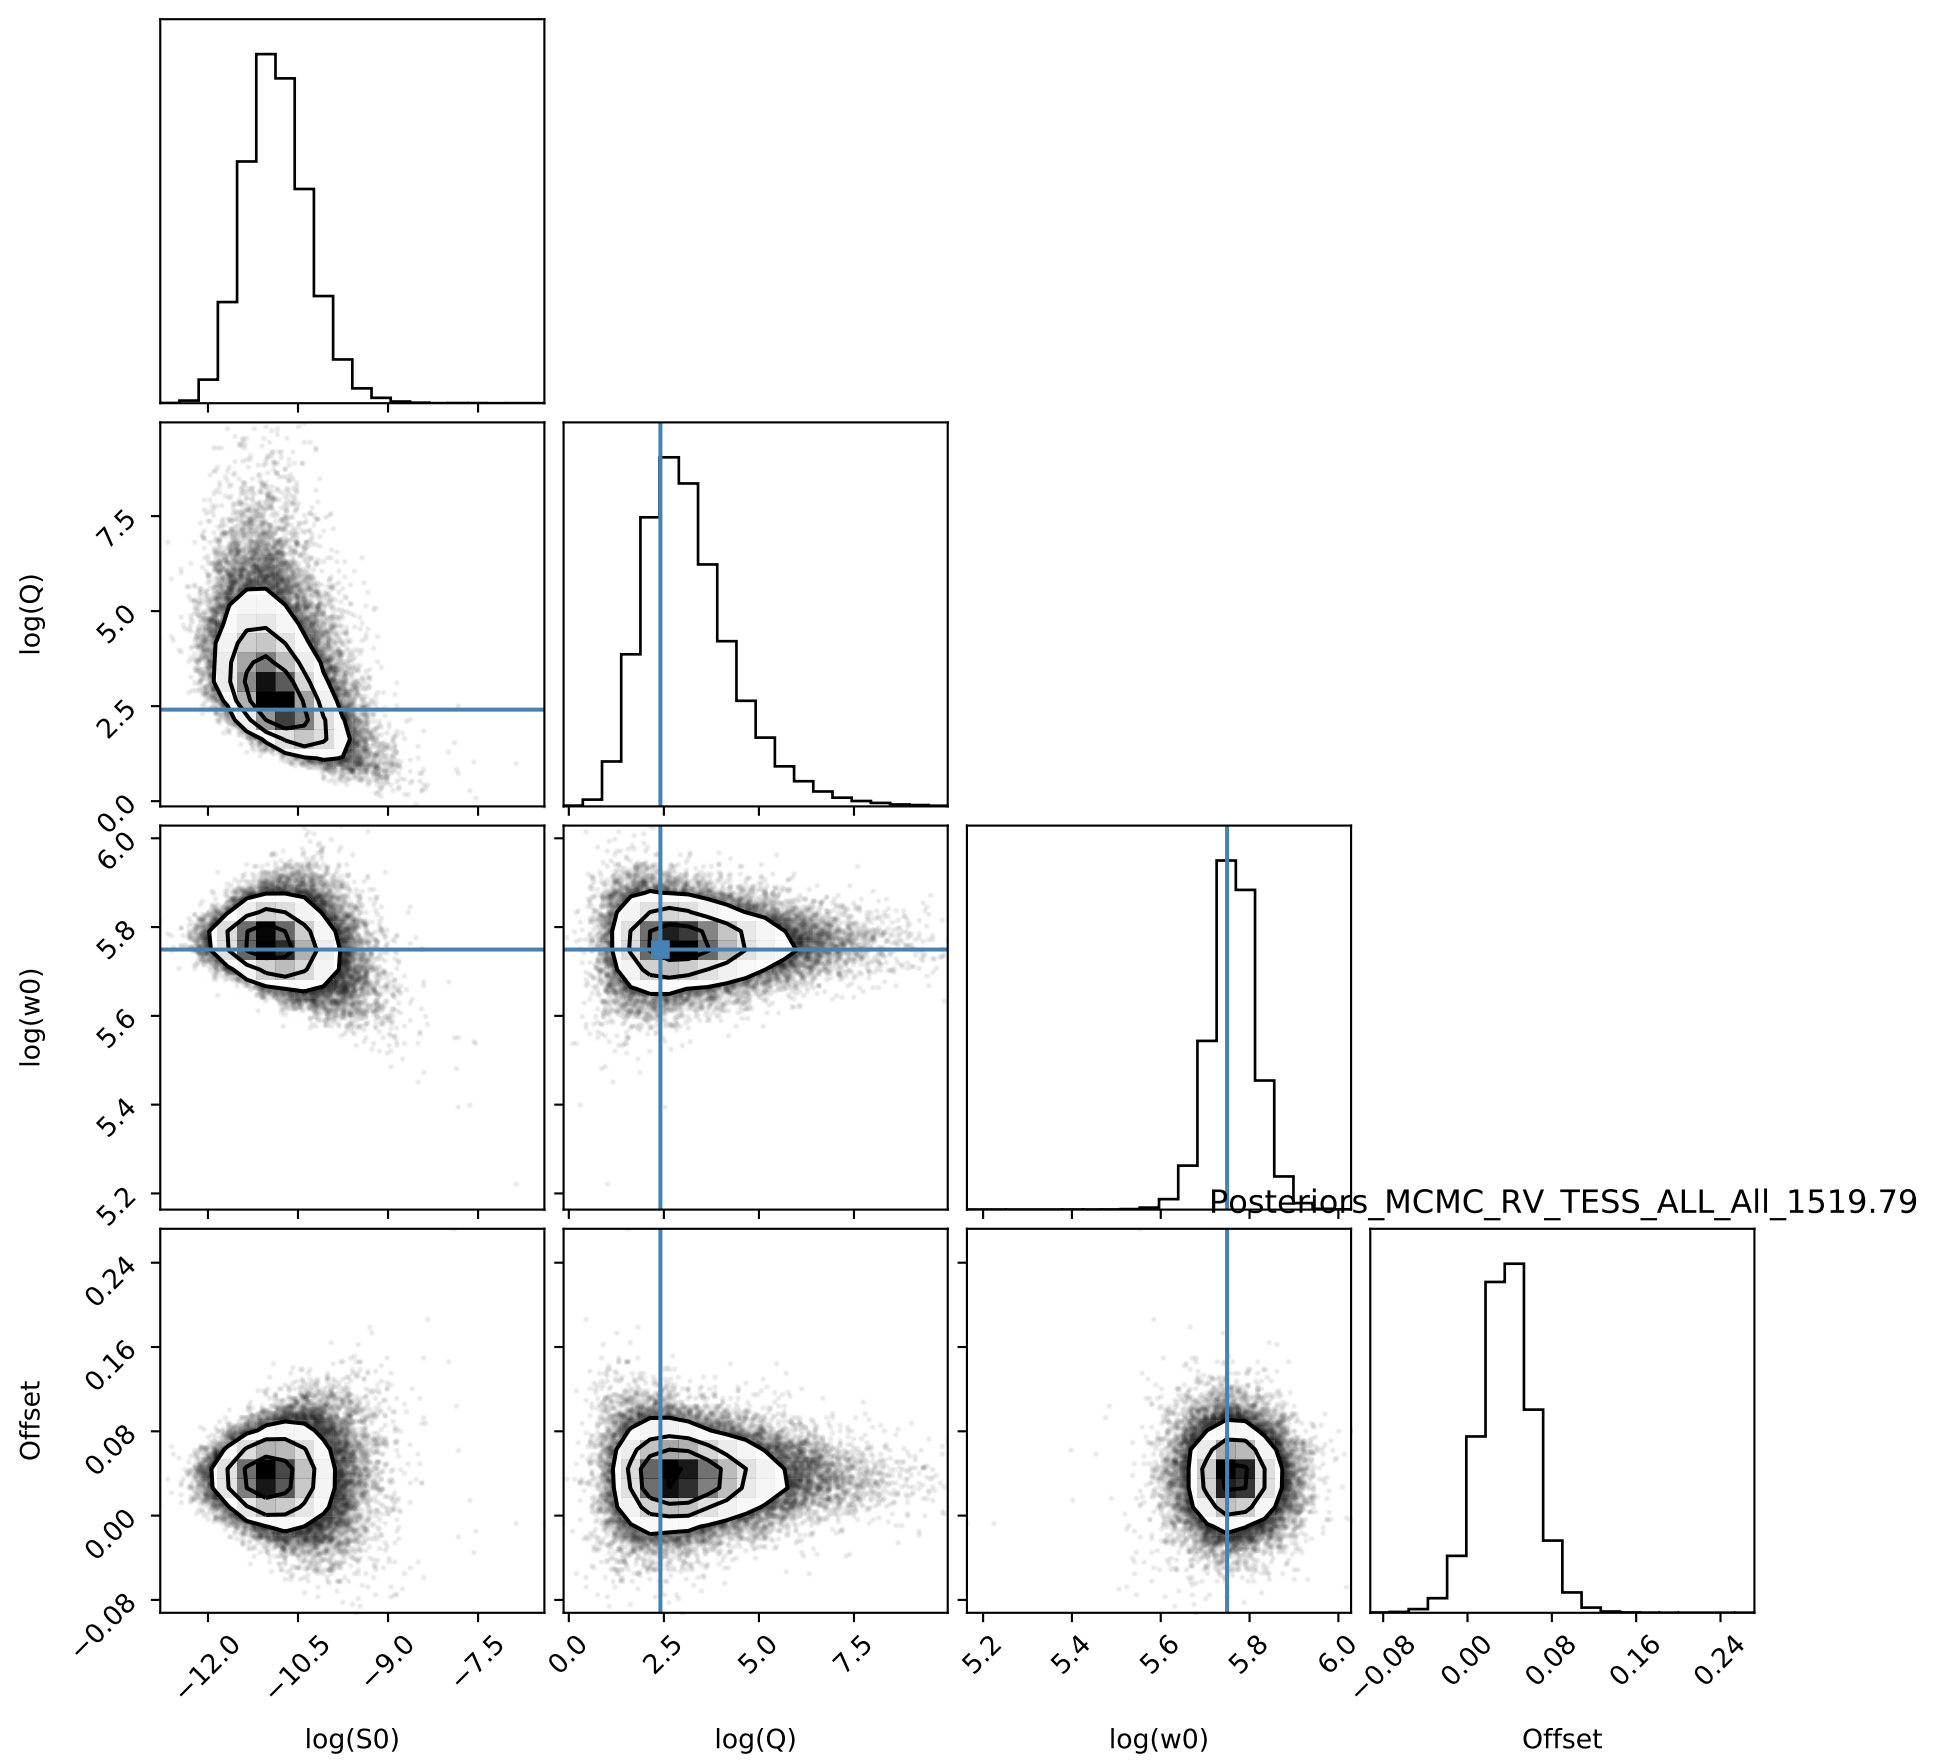 log(Q)
7.5
5.0
2.5
0.0
log(w0)
6.0
5.8
5.6
5.4
5.2
Posteriors_MCMC_RV_TESS_ALL_All_1519.79
Offset
0.24
0.16
0.08
0.00
−0.08
−12.0 −10.5 −9.0 −7.5 0.0 2.5 5.0 7.5 5.2 5.4 5.6 5.8 6.0 −0.08 0.00 0.08 0.16 0.24
log(S0) log(Q) log(w0) Offset